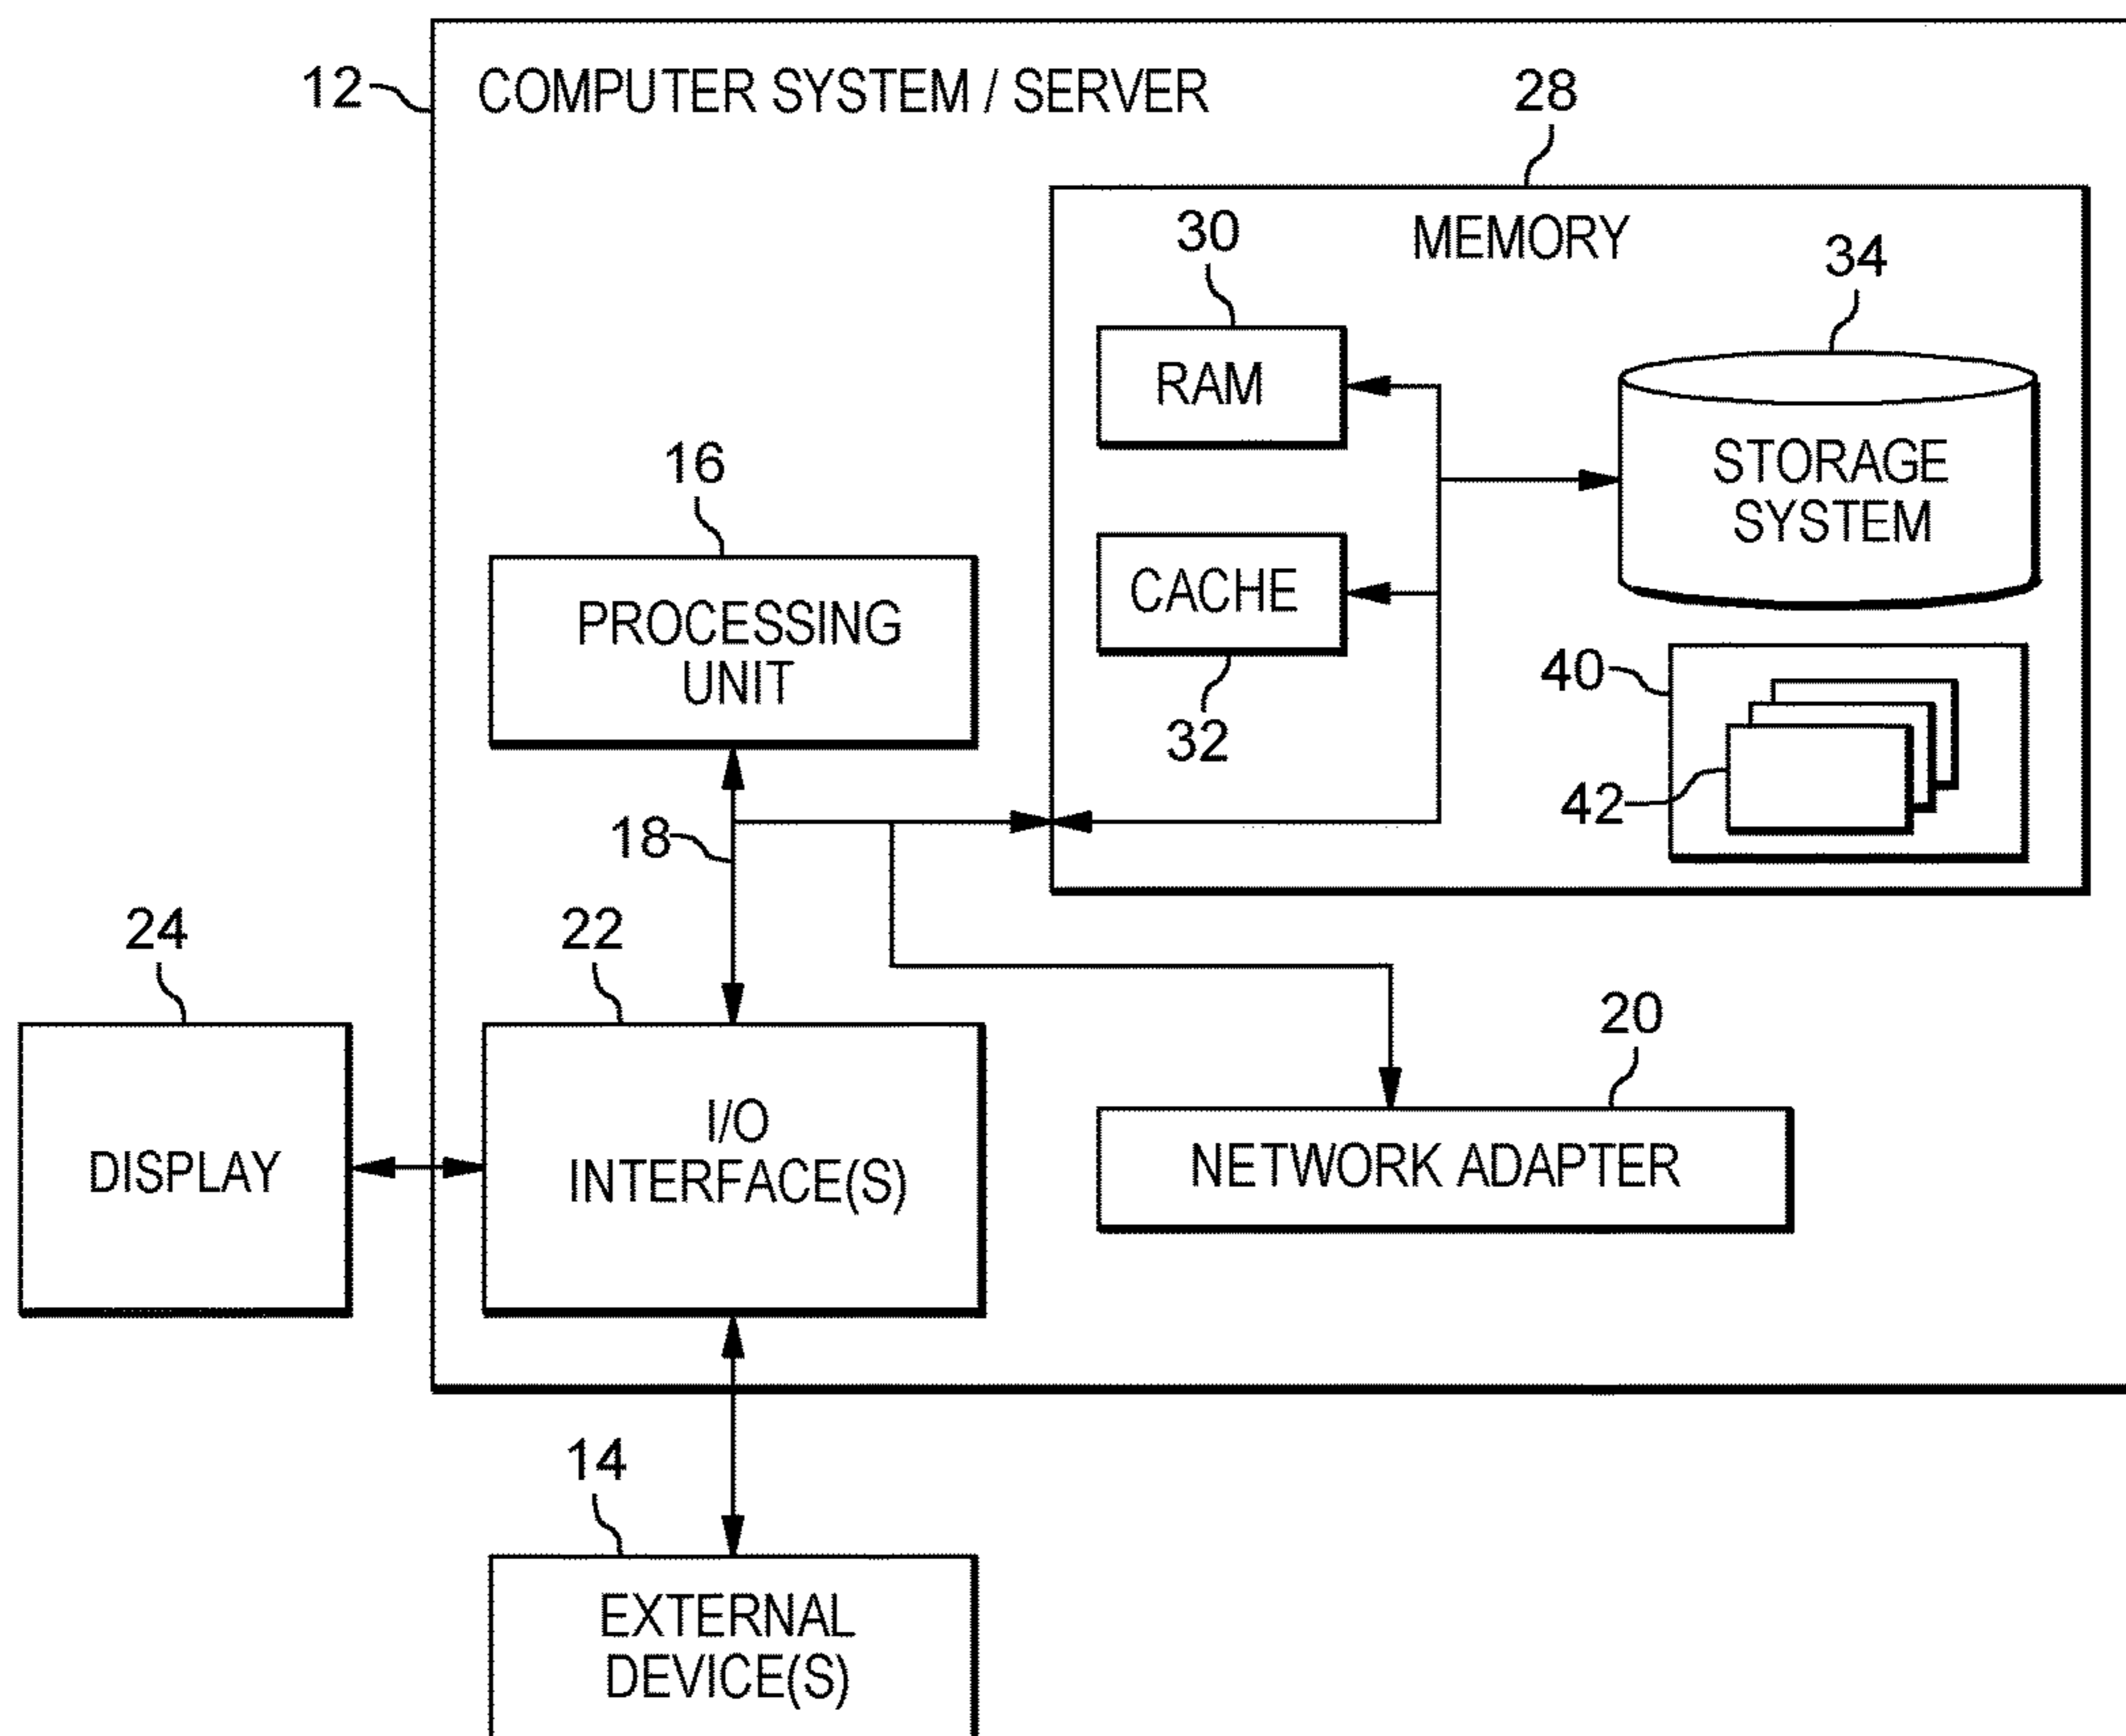 12
COMPUTER SYSTEM / SERVER
28
MEMORY
30
34
RAM
STORAGE
SYSTEM
16
CACHE
PROCESSING
UNIT
32
40
42
18
24
22
20
DISPLAY
I/O
INTERFACE(S)
NETWORK ADAPTER
14
EXTERNAL
DEVICE(S)